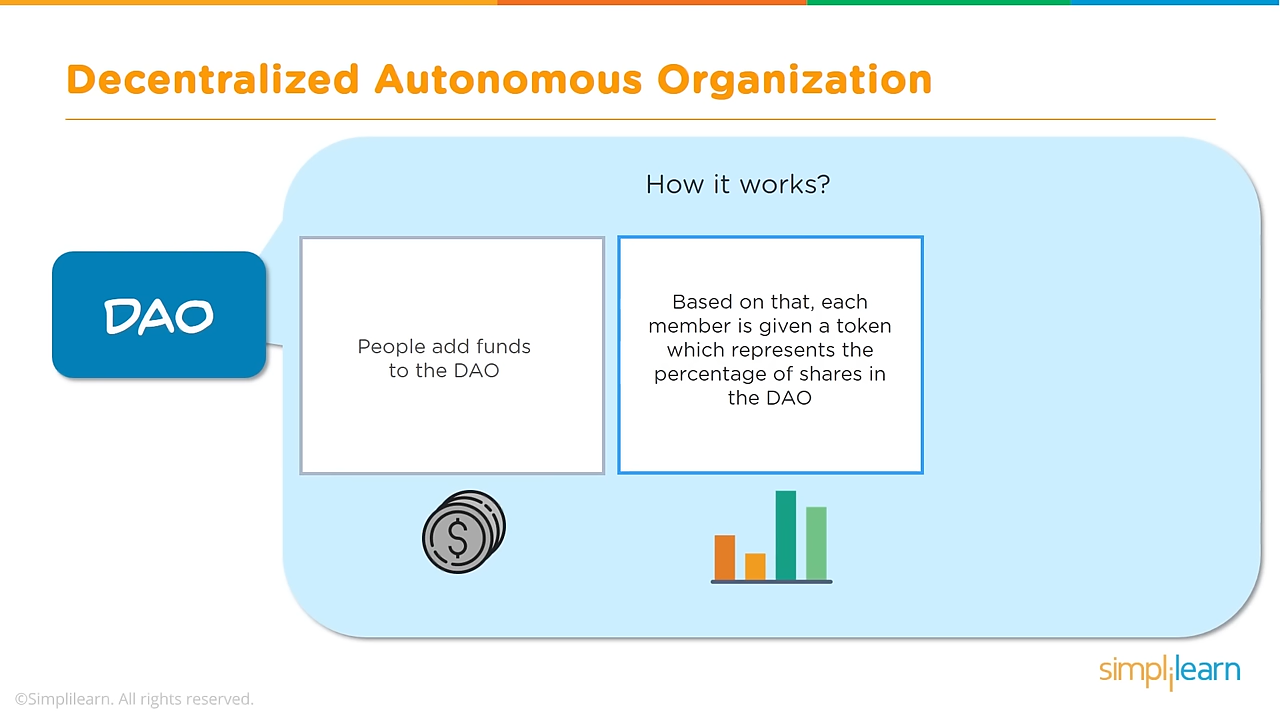 Decentralized Autonomous Organization
How it works?
DAO
People add funds
to the DAO
Based on that, each
member is given a token
which represents the
percentage of shares in
the DAO
$
simplilearn
©Simplilearn. All rights reserved.